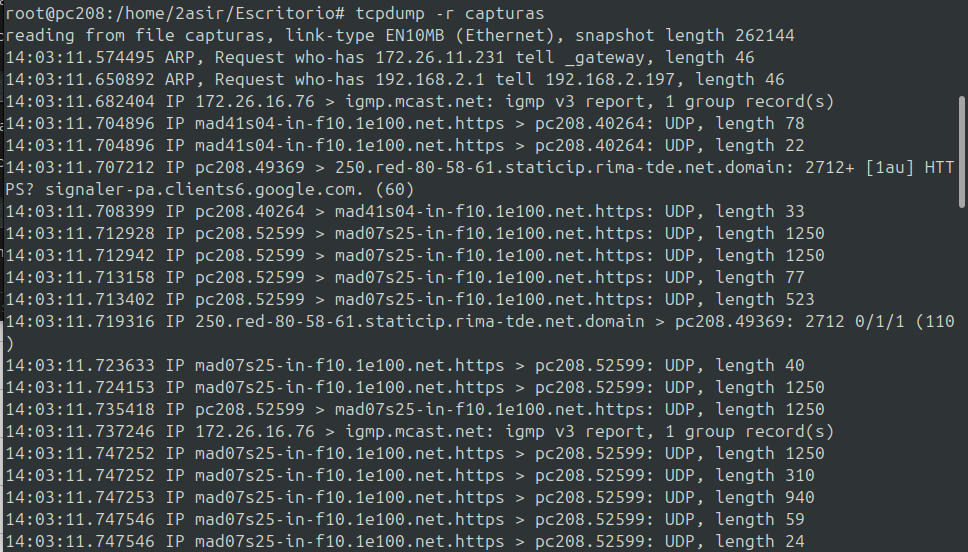 root@pc208:/home/2asir/Escritorio# tcpdump -r capturas
reading from file capturas, link-type EN10MB (Ethernet), snapshot length 262144
14:03:11.574495 ARP, Request who-has 172.26.11.231 tell _gateway, length 46
14:03:11.650892 ARP, Request who-has 192.168.2.1 tell 192.168.2.197, length 46
14:03:11.682404 IP 172.26.16.76 > igmp.mcast.net: igmp v3 report, 1 group record(s)
14:03:11.704896 IP mad41s04-in-f10.1e100.net.https > pc208.40264: UDP, length 78
14:03:11.704896 IP mad41s04-in-f10.1e100.net.https > pc208.40264: UDP, length 22
14:03:11.707212 IP pc208.49369 > 250.red-80-58-61.staticip.rima-tde.net.domain: 2712+ [1au] HTT
PS? signaler-pa.clients6.google.com. (60)
14:03:11.708399 IP pc208.40264 > mad41s04-in-f10.1e100.net.https: UDP, length 33
14:03:11.712928 IP pc208.52599 > mad07s25-in-f10.1e100.net.https: UDP, length 1250
14:03:11.712942 IP pc208.52599 > mad07s25-in-f10.1e100.net.https: UDP, length 1250
14:03:11.713158 IP pc208.52599 > mad07s25-in-f10.1e100.net.https: UDP, length 77
14:03:11.713402 IP pc208.52599 > mad07s25-in-f10.1e100.net.https: UDP, length 523
14:03:11.719316 IP 250.red-80-58-61.staticip.rima-tde.net.domain > pc208.49369: 2712 0/1/1 (110
)
14:03:11.723633 IP mad07s25-in-f10.1e100.net.https > pc208.52599: UDP, length 40
14:03:11.724153 IP mad07s25-in-f10.1e100.net.https > pc208.52599: UDP, length 1250
14:03:11.735418 IP pc208.52599 > mad07s25-in-f10.1e100.net.https: UDP, length 1250
14:03:11.737246 IP 172.26.16.76 > igmp.mcast.net: igmp v3 report, 1 group record(s)
14:03:11.747252 IP mad07s25-in-f10.1e100.net.https > pc208.52599: UDP, length 1250
14:03:11.747252 IP mad07s25-in-f10.1e100.net.https > pc208.52599: UDP, length 310
14:03:11.747253 IP mad07s25-in-f10.1e100.net.https > pc208.52599: UDP, length 940
14:03:11.747546 IP mad07s25-in-f10.1e100.net.https > pc208.52599: UDP, length 59
14:03:11.747546 IP mad07s25-in-f10.1e100.net.https > pc208.52599: UDP, length 24